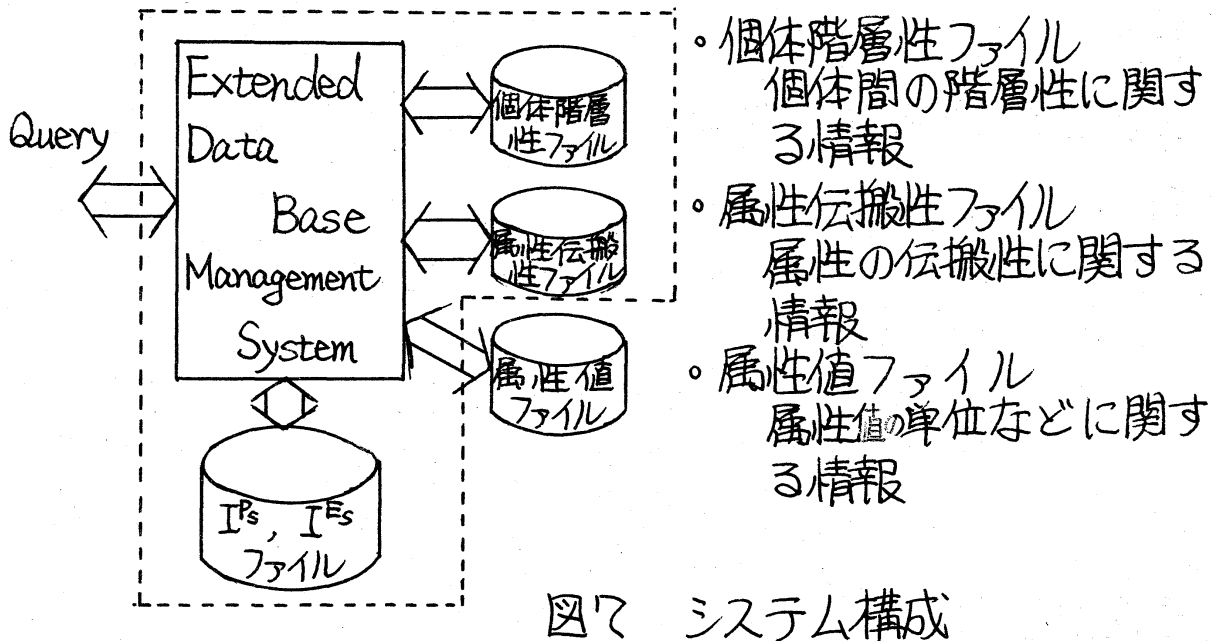 Query
Extended
Data
Base
Management
System
個体階層
性ファイル
属性伝搬
性ファイル
属性値
ファイル
I^Ps, I^Es
ファイル
。個体階層性ファイル
個体間の階層性に関す
る情報
。属性伝搬性ファイル
属性の伝搬性に関する
情報
。属性値ファイル
属性値の単位などに関す
る情報
図7 システム構成